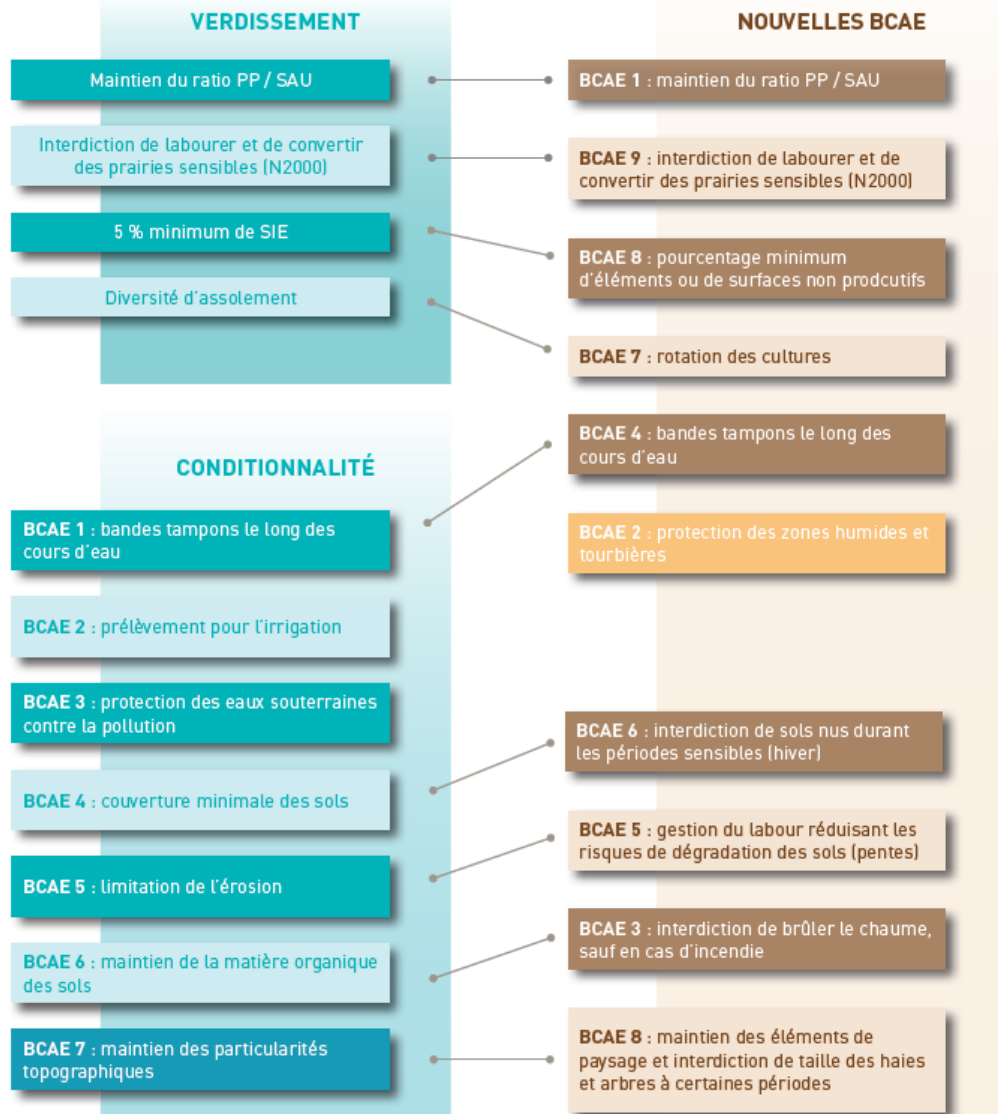 VERDISSEMENT
Maintien du ratio PP / SAU
Interdiction de labourer et de convertir
des prairies sensibles (N2000)
5 % minimum de SIE
Diversité d'assolement
CONDITIONNALITÉ
BCAE 1 : bandes tampons le long des
cours d'eau
BCAE 2 : prélèvement pour l'irrigation
BCAE 3 : protection des eaux souterraines
contre la pollution
BCAE 4 : couverture minimale des sols
BCAE 5 : limitation de l'érosion
BCAE 6 : maintien de la matière organique
des sols
BCAE 7 : maintien des particularités
topographiques
NOUVELLES BCAE
BCAE 1 : maintien du ratio PP / SAU
BCAE 9 : interdiction de labourer et de
convertir des prairies sensibles (N2000)
BCAE 8 : pourcentage minimum
d'éléments ou de surfaces non prodcutifs
BCAE 7 : rotation des cultures
BCAE 4 : bandes tampons le long des
cours d'eau
BCAE 2 : protection des zones humides et
tourbières
BCAE 6 : interdiction de sols nus durant
les périodes sensibles (hiver)
BCAE 5 : gestion du labour réduisant les
risques de dégradation des sols (pentes)
BCAE 3 : interdiction de brûler le chaume,
sauf en cas d'incendie
BCAE 8 : maintien des éléments de
paysage et interdiction de taille des haies
et arbres à certaines périodes